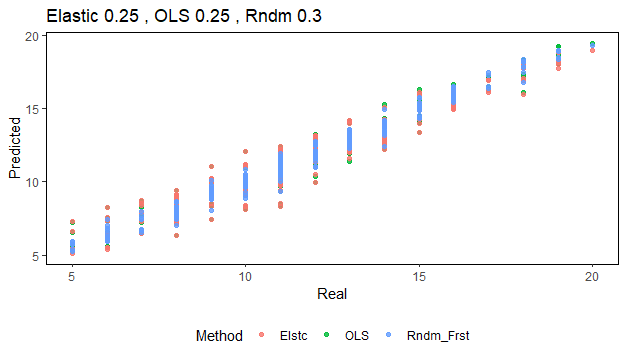 Elastic 0.25 , OLS 0.25 , Rndm 0.3
20
15
10
5
Predicted
5 10 15 20
Real
Method Elstc OLS Rndm_Frst